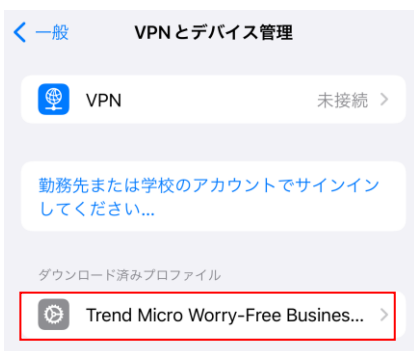 一般
VPNとデバイス管理
VPN
未接続
勤務先または学校のアカウントでサインイン
してください...
ダウンロード済みプロファイル
Trend Micro Worry-Free Busines...